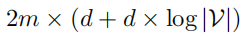 2m × (d + d × log |𝒱|)